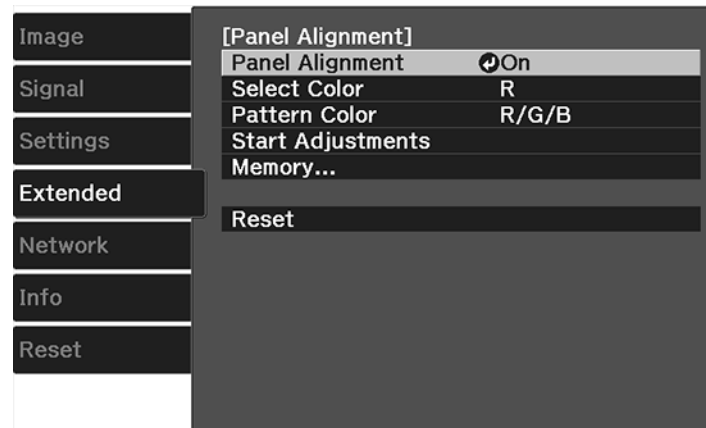 Image
Signal
Settings
Extended
Network
Info
Reset
[Panel Alignment]
Panel Alignment On
Select Color R
Pattern Color R/G/B
Start Adjustments
Memory...
Reset